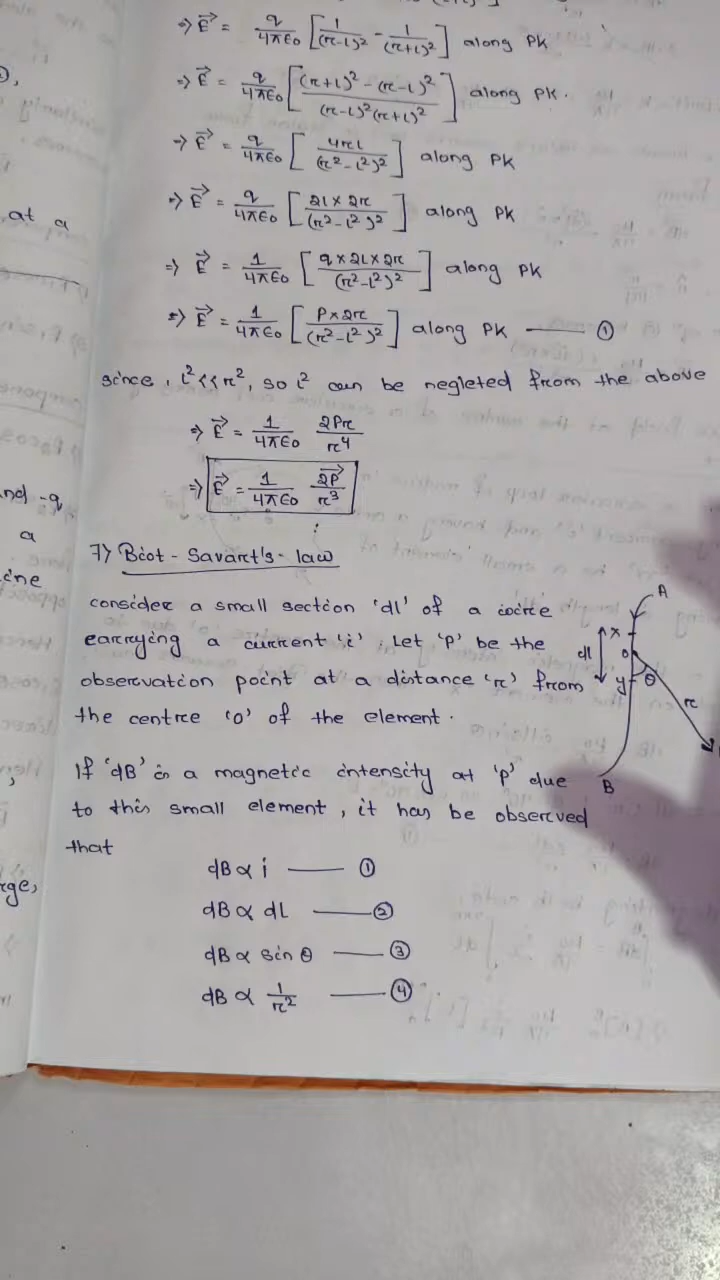 ⇒ E⃗ = q/4πε₀ [1/(r-l)² - 1/(r+l)²] along PK
⇒ E⃗ = q/4πε₀ [(r+l)² - (r-l)² / (r-l)²(r+l)²] along PK.
⇒ E⃗ = q/4πε₀ [4rl / (r²-l²)²] along PK
⇒ E⃗ = q/4πε₀ [2l × 2r / (r²-l²)²] along PK
⇒ E⃗ = 1/4πε₀ [q × 2l × 2r / (r²-l²)²] along PK
⇒ E⃗ = 1/4πε₀ [P × 2r / (r²-l²)²] along PK —— ①
since, l²<<r², so l² can be negleted from the above
⇒ E⃗ = 1/4πε₀ 2Pr/r⁴
⇒ E⃗ = 1/4πε₀ 2P⃗/r³
7) Biot-Savart's-law
consider a small section 'dl' of a wire
carrying a current 'i'. Let 'P' be the
observation point at a distance 'r' from
the centre 'O' of the element.
A
x
dl
O
y
θ
r
B
If 'dB' is a magnetic intensity at 'P' due
to this small element, it has be observed
that
dB ∝ i —— ①
dB ∝ dl —— ②
dB ∝ sin θ —— ③
dB ∝ 1/r² —— ④
at a
nd -q
a
ine
rge,